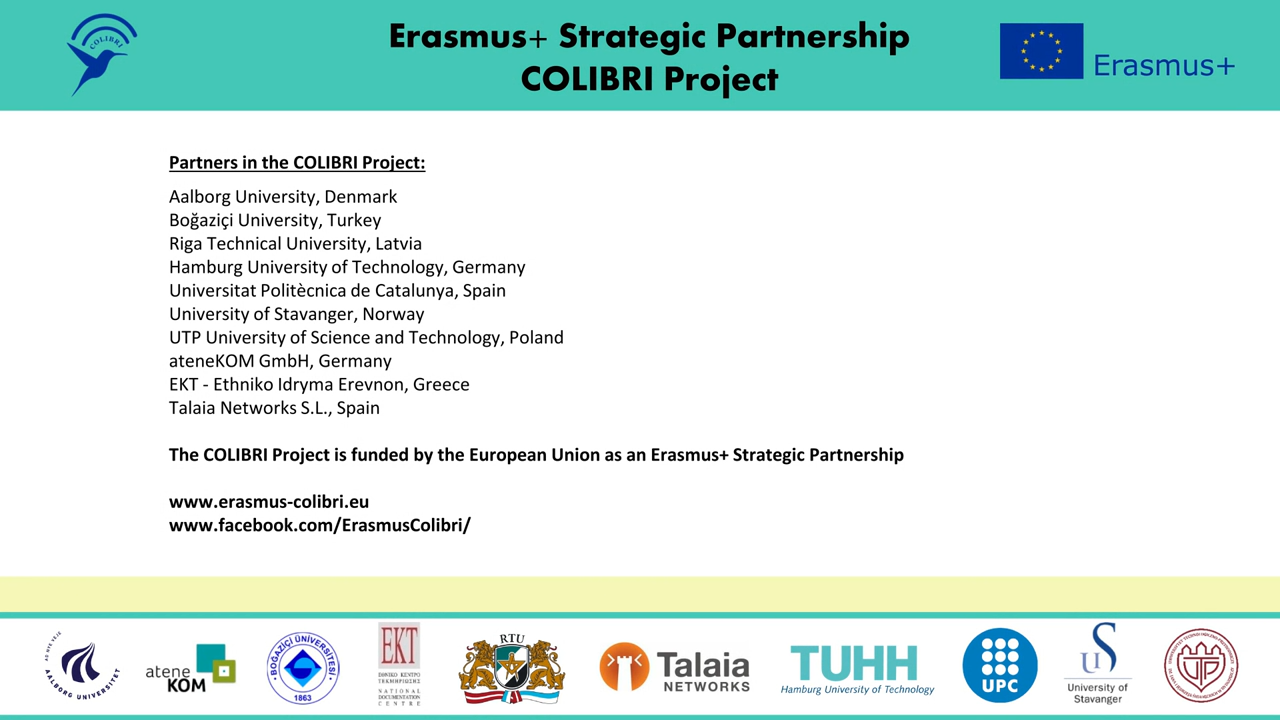 COLIBRI
Erasmus+ Strategic Partnership
COLIBRI Project
Erasmus+
Partners in the COLIBRI Project:
Aalborg University, Denmark
Boğaziçi University, Turkey
Riga Technical University, Latvia
Hamburg University of Technology, Germany
Universitat Politècnica de Catalunya, Spain
University of Stavanger, Norway
UTP University of Science and Technology, Poland
ateneKOM GmbH, Germany
EKT - Ethniko Idryma Erevnon, Greece
Talaia Networks S.L., Spain
The COLIBRI Project is funded by the European Union as an Erasmus+ Strategic Partnership
www.erasmus-colibri.eu
www.facebook.com/ErasmusColibri/
AALBORG UNIVERSITET
atene
KOM
BOĞAZİÇİ ÜNİVERSİTESİ
1863
EKT
ΕΘΝΙΚΟ ΚΕΝΤΡΟ
ΤΕΚΜΗΡΙΩΣΗΣ
NATIONAL
DOCUMENTATION
CENTRE
RTU
Talaia
NETWORKS
TUHH
Hamburg University of Technology
UPC
US
University of
Stavanger